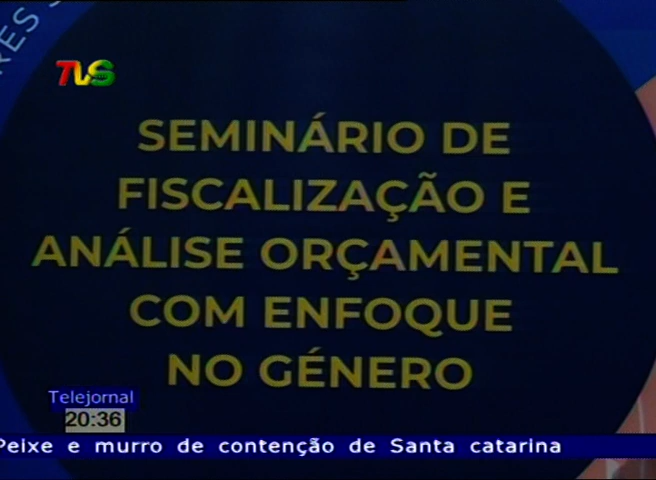 RES
TVS
SEMINÁRIO DE
FISCALIZAÇÃO E
ANÁLISE ORÇAMENTAL
COM ENFOQUE
NO GÉNERO
Telejornal
20:36
Peixe e murro de contenção de Santa catarina